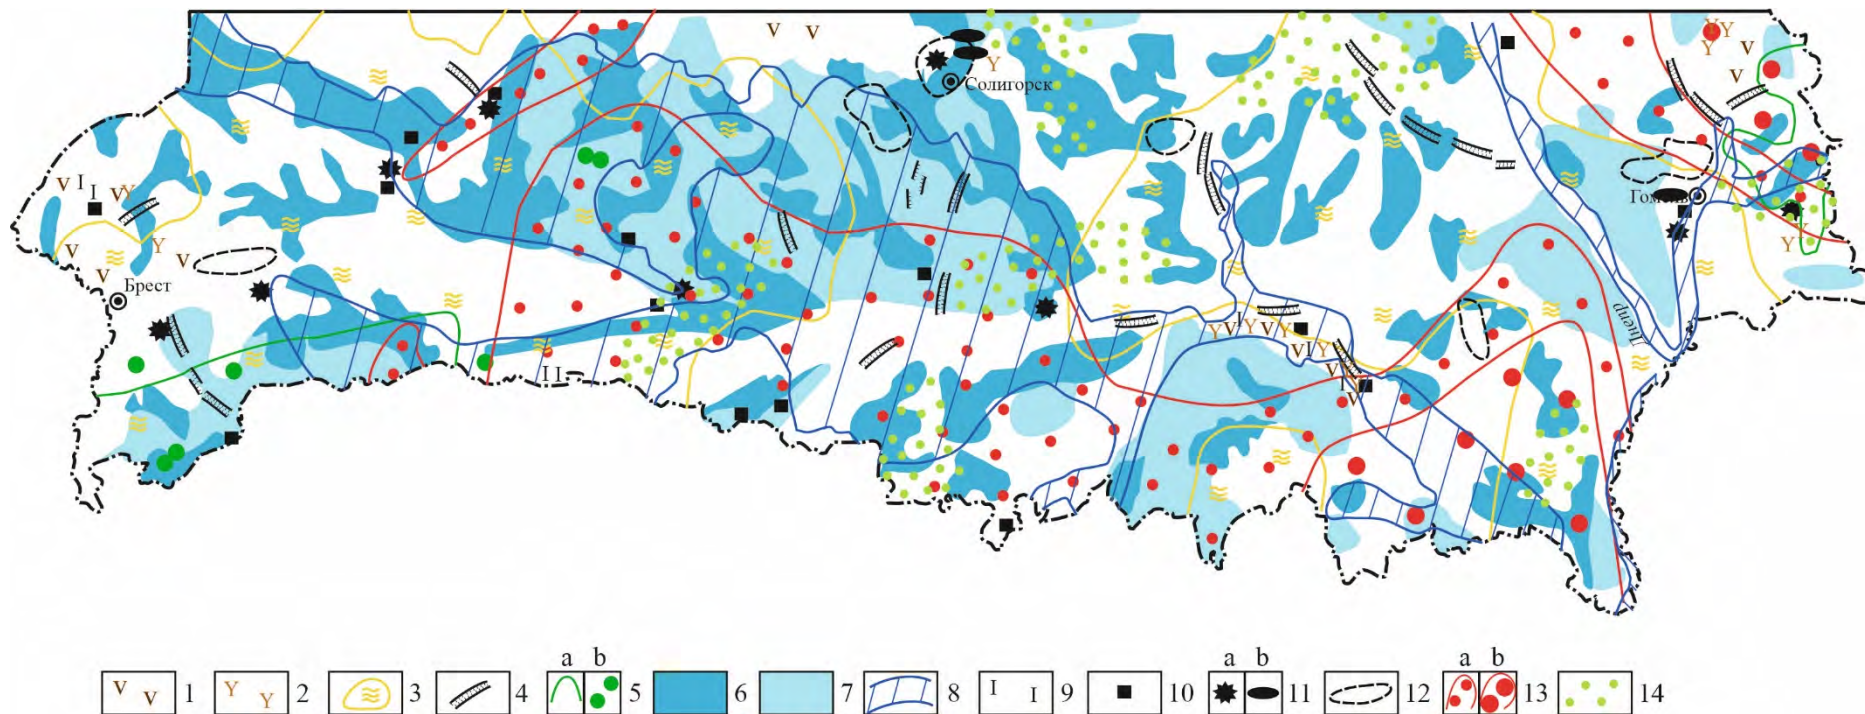 Солигорск
Гомель
Брест
Днепр
a b a b a b
1 2 3 4 5 6 7 8 9 10 11 12 13 14